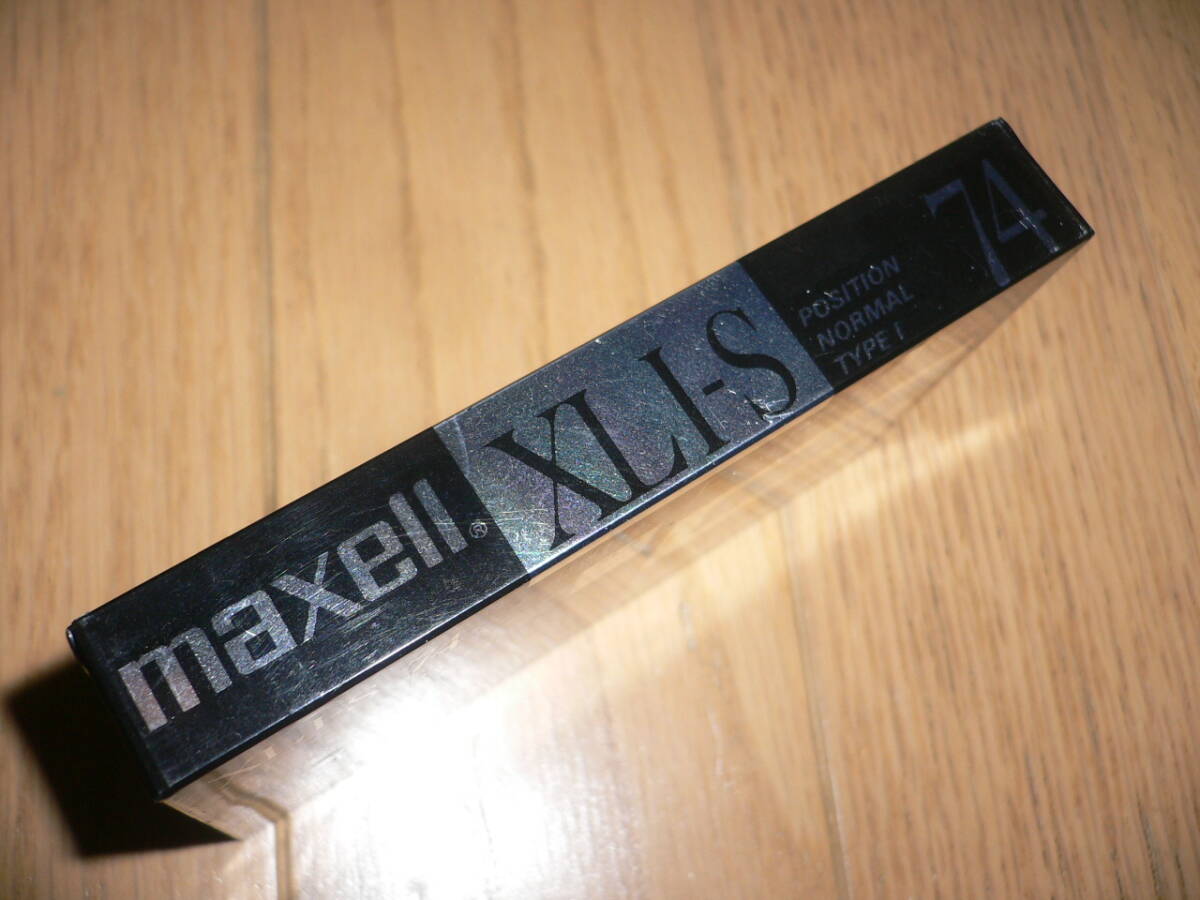 maxell®
XLI-S
POSITION
NORMAL
TYPE I
74